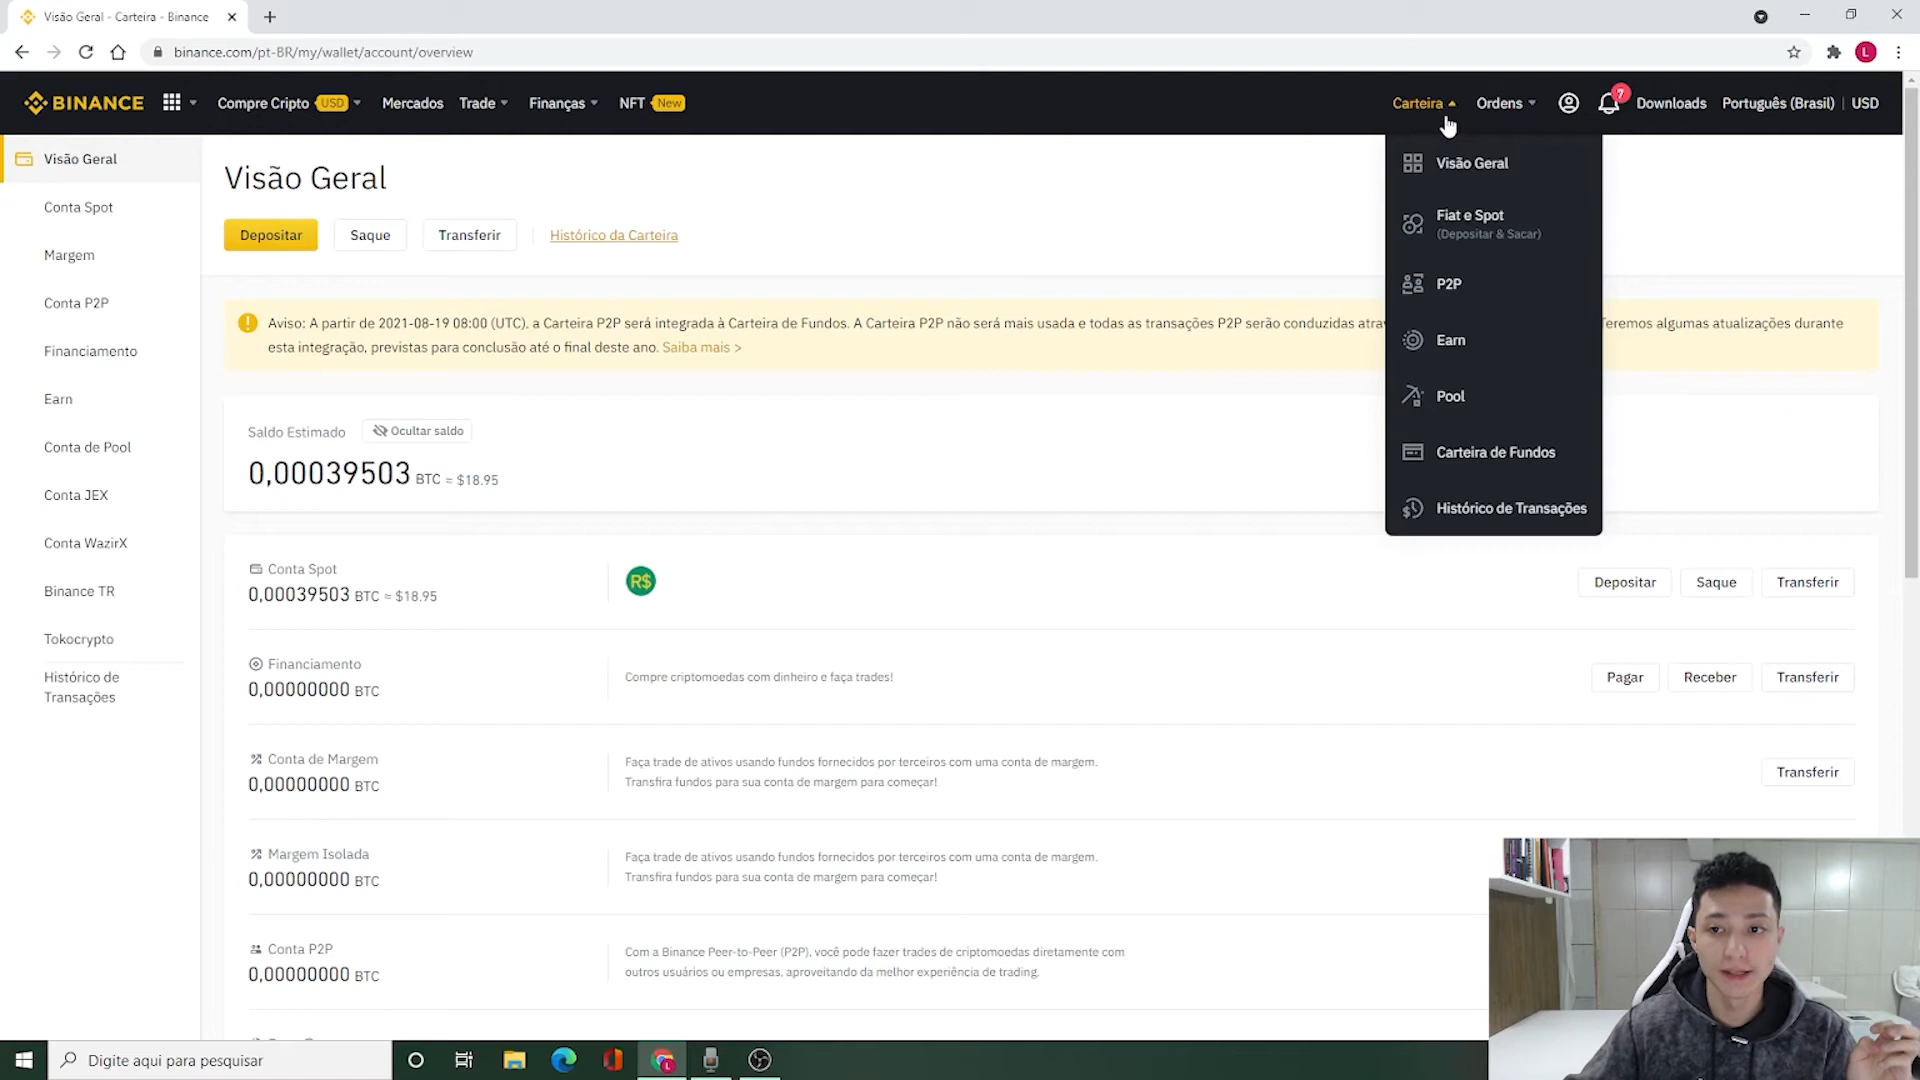 Visão Geral - Carteira - Binance
binance.com/pt-BR/my/wallet/account/overview
L
BINANCE
Compre Cripto USD
Mercados
Trade
Finanças
NFT New
Carteira
Ordens
7
Downloads
Português (Brasil)
USD
Visão Geral
Conta Spot
Margem
Conta P2P
Financiamento
Earn
Conta de Pool
Conta JEX
Conta WazirX
Binance TR
Tokocrypto
Histórico de
Transações
Visão Geral
Depositar
Saque
Transferir
Histórico da Carteira
Visão Geral
Fiat e Spot
(Depositar & Sacar)
P2P
Earn
Pool
Carteira de Fundos
Histórico de Transações
Aviso: A partir de 2021-08-19 08:00 (UTC), a Carteira P2P será integrada à Carteira de Fundos. A Carteira P2P não será mais usada e todas as transações P2P serão conduzidas Teremos algumas atualizações durante
esta integração, previstas para conclusão até o final deste ano. Saiba mais >
Saldo Estimado
Ocultar saldo
0,00039503 BTC ≈ $18.95
Conta Spot
0,00039503 BTC ≈ $18.95
R$
Depositar
Saque
Transferir
Financiamento
0,00000000 BTC
Compre criptomoedas com dinheiro e faça trades!
Pagar
Receber
Transferir
Conta de Margem
0,00000000 BTC
Faça trade de ativos usando fundos fornecidos por terceiros com uma conta de margem.
Transfira fundos para sua conta de margem para começar!
Transferir
Margem Isolada
0,00000000 BTC
Faça trade de ativos usando fundos fornecidos por terceiros com uma conta de margem.
Transfira fundos para sua conta de margem para começar!
Conta P2P
0,00000000 BTC
Com a Binance Peer-to-Peer (P2P), você pode fazer trades de criptomoedas diretamente com
outros usuários ou empresas, aproveitando da melhor experiência de trading.
Digite aqui para pesquisar